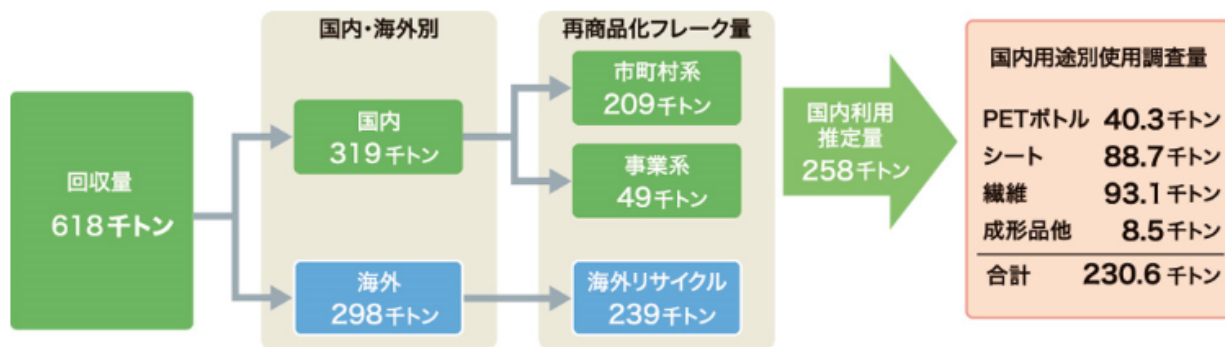 国内・海外別
再商品化フレーク量
回収量
618千トン
国内
319千トン
海外
298千トン
市町村系
209千トン
事業系
49千トン
海外リサイクル
239千トン
国内利用
推定量
258千トン
国内用途別使用調査量
PETボトル 40.3千トン
シート 88.7千トン
繊維 93.1千トン
成形品他 8.5千トン
合計 230.6千トン